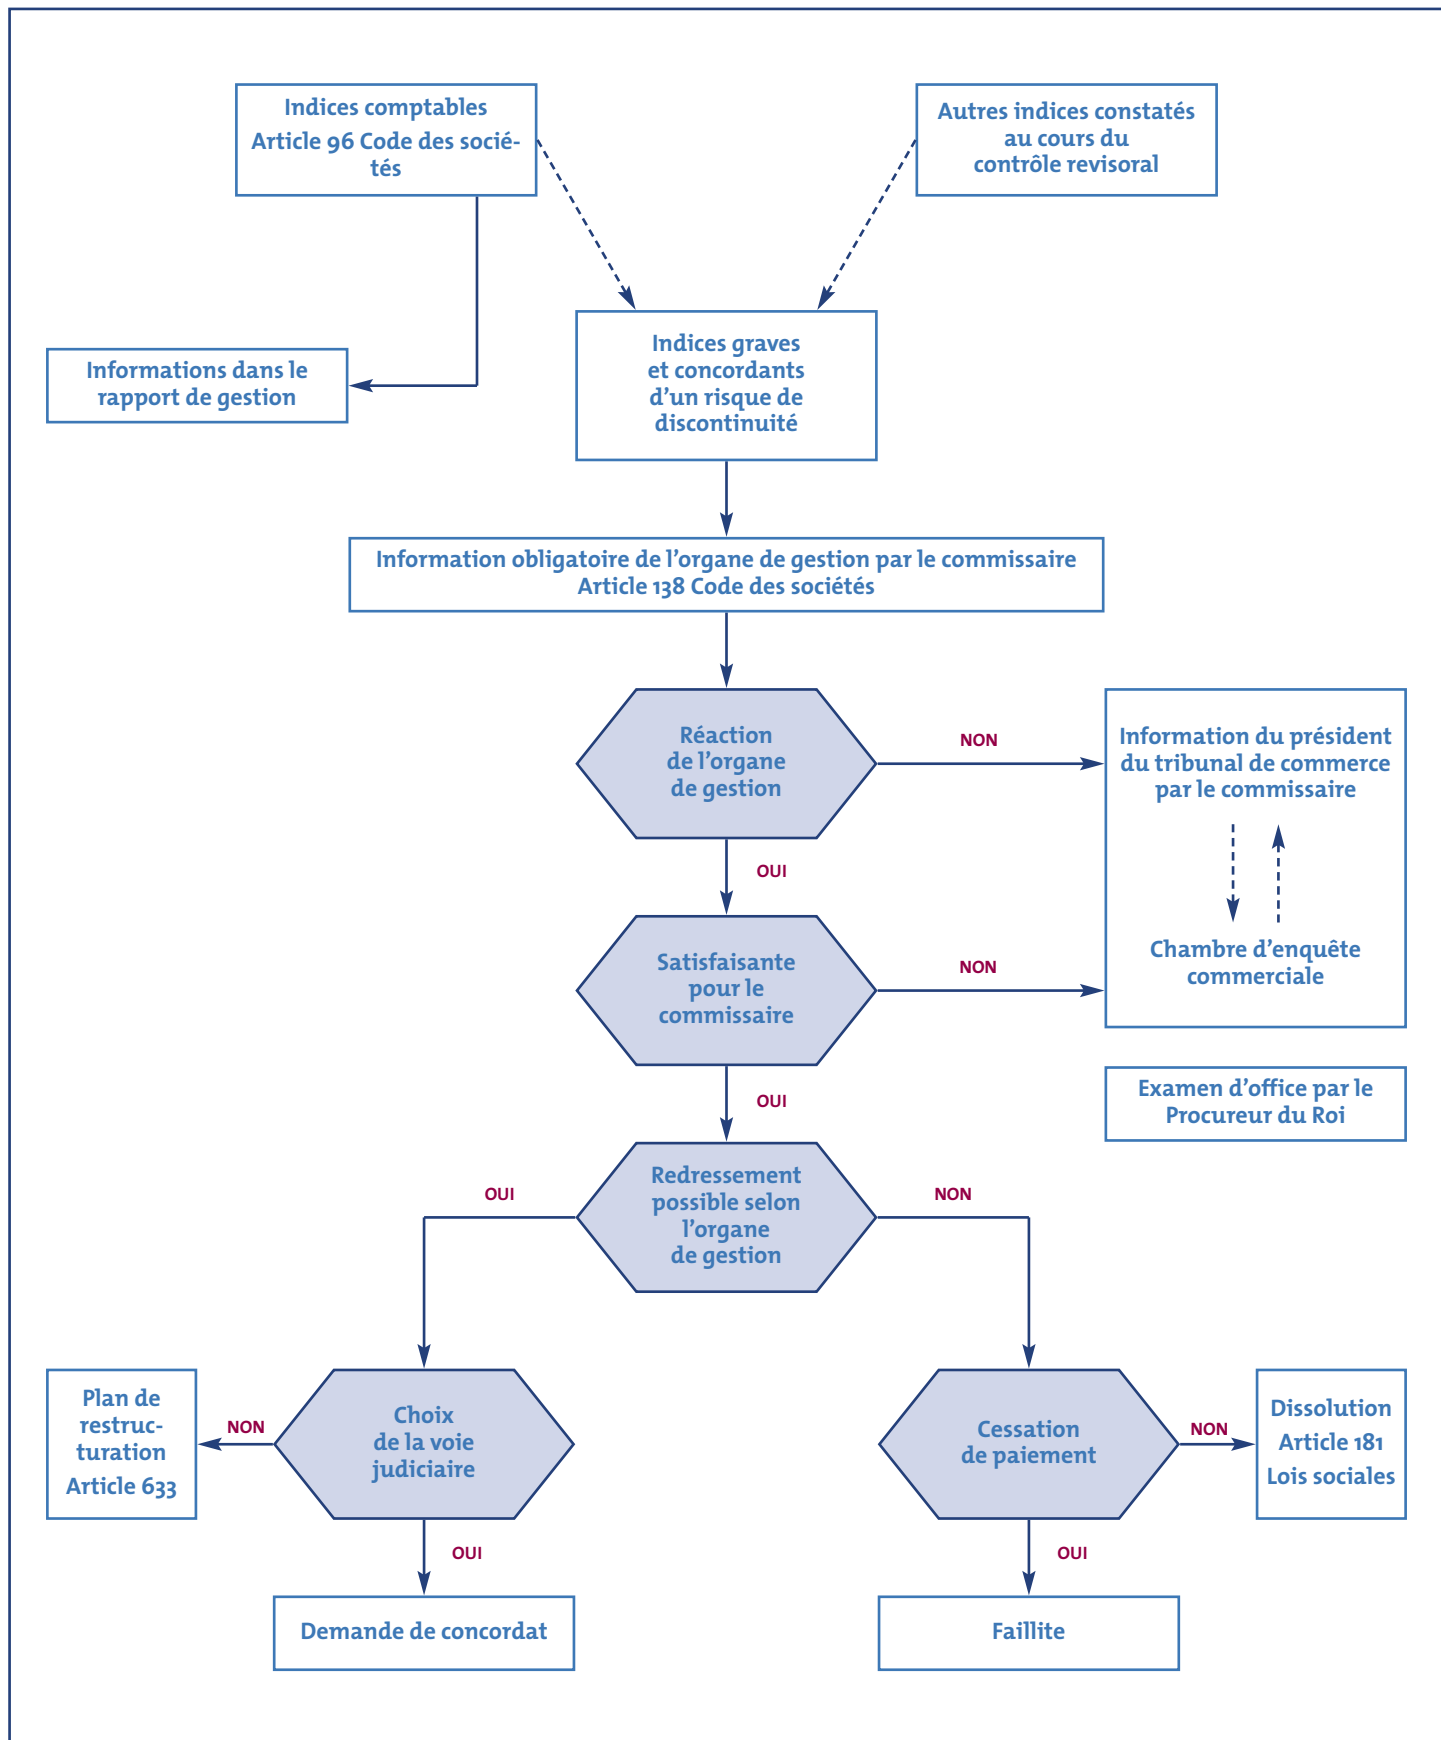 Indices comptables
Article 96 Code des socié-
tés
Autres indices constatés
au cours du
contrôle revisoral
Informations dans le
rapport de gestion
Indices graves
et concordants
d'un risque de
discontinuité
Information obligatoire de l'organe de gestion par le commissaire
Article 138 Code des sociétés
Réaction
de l'organe
de gestion
NON
Information du président
du tribunal de commerce
par le commissaire
OUI
Satisfaisante
pour le
commissaire
NON
Chambre d'enquête
commerciale
OUI
Examen d'office par le
Procureur du Roi
Redressement
possible selon
l'organe
de gestion
OUI
NON
Plan de
restruc-
turation
Article 633
NON
Choix
de la voie
judiciaire
Cessation
de paiement
NON
Dissolution
Article 181
Lois sociales
OUI
OUI
Demande de concordat
Faillite